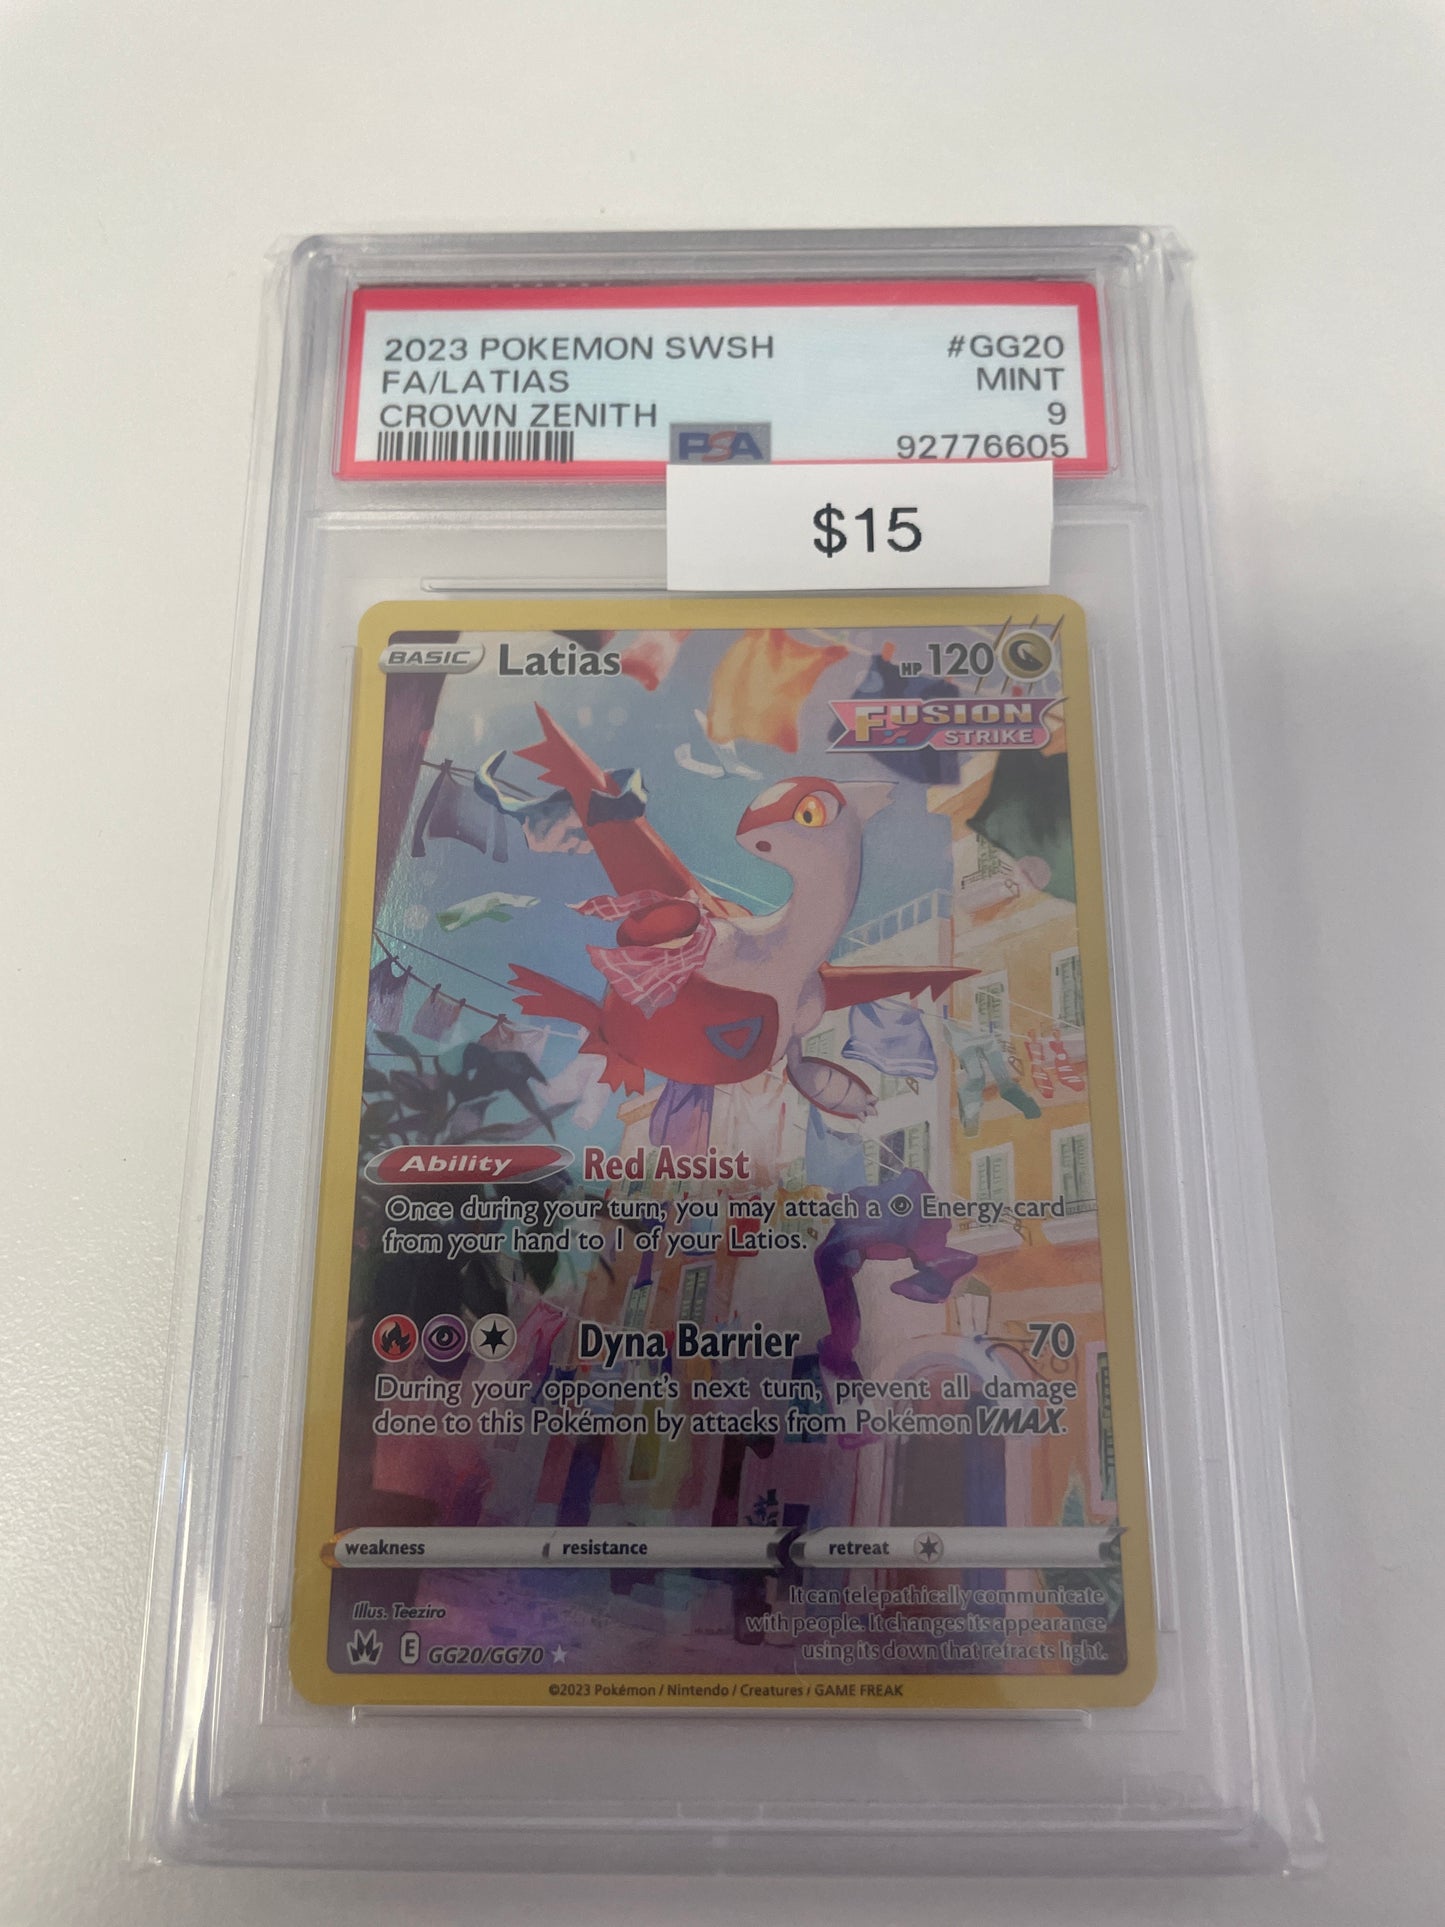 2023 POKEMON SWSH #GG20
FA/LATIAS MINT
CROWN ZENITH 9
PSA 92776605
$15
BASIC Latias HP 120
FUSION
STRIKE
Ability Red Assist
Once during your turn, you may attach a Energy card
from your hand to 1 of your Latios.
Dyna Barrier 70
During your opponent's next turn, prevent all damage
done to this Pokémon by attacks from Pokémon VMAX.
weakness resistance retreat
It can telepathically communicate
with people. It changes its appearance
using its down that refracts light.
Illus. Teeziro
E GG20/GG70
©2023 Pokémon / Nintendo / Creatures / GAME FREAK